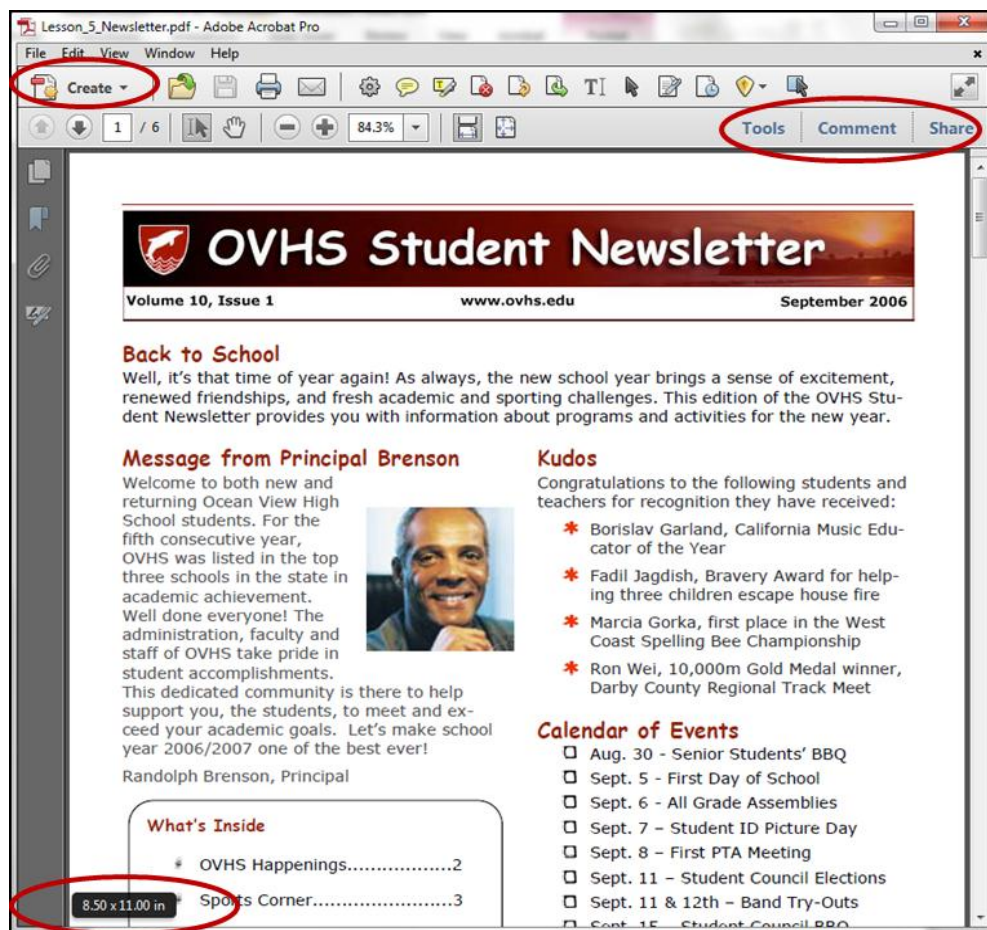 Lesson_5_Newsletter.pdf - Adobe Acrobat Pro
File Edit View Window Help
Create
1 / 6 84.3% Tools Comment Share
OVHS Student Newsletter
Volume 10, Issue 1 www.ovhs.edu September 2006
Back to School
Well, it's that time of year again! As always, the new school year brings a sense of excitement,
renewed friendships, and fresh academic and sporting challenges. This edition of the OVHS Stu-
dent Newsletter provides you with information about programs and activities for the new year.
Message from Principal Brenson
Welcome to both new and
returning Ocean View High
School students. For the
fifth consecutive year,
OVHS was listed in the top
three schools in the state in
academic achievement.
Well done everyone! The
administration, faculty and
staff of OVHS take pride in
student accomplishments.
This dedicated community is there to help
support you, the students, to meet and ex-
ceed your academic goals. Let's make school
year 2006/2007 one of the best ever!
Randolph Brenson, Principal
What's Inside
OVHS Happenings..................2
Sports Corner.......................3
8.50 x 11.00 in
Kudos
Congratulations to the following students and
teachers for recognition they have received:
Borislav Garland, California Music Edu-
cator of the Year
Fadil Jagdish, Bravery Award for help-
ing three children escape house fire
Marcia Gorka, first place in the West
Coast Spelling Bee Championship
Ron Wei, 10,000m Gold Medal winner,
Darby County Regional Track Meet
Calendar of Events
Aug. 30 - Senior Students' BBQ
Sept. 5 - First Day of School
Sept. 6 - All Grade Assemblies
Sept. 7 – Student ID Picture Day
Sept. 8 – First PTA Meeting
Sept. 11 – Student Council Elections
Sept. 11 & 12th – Band Try-Outs
Sept. 15 - Student Council BBQ